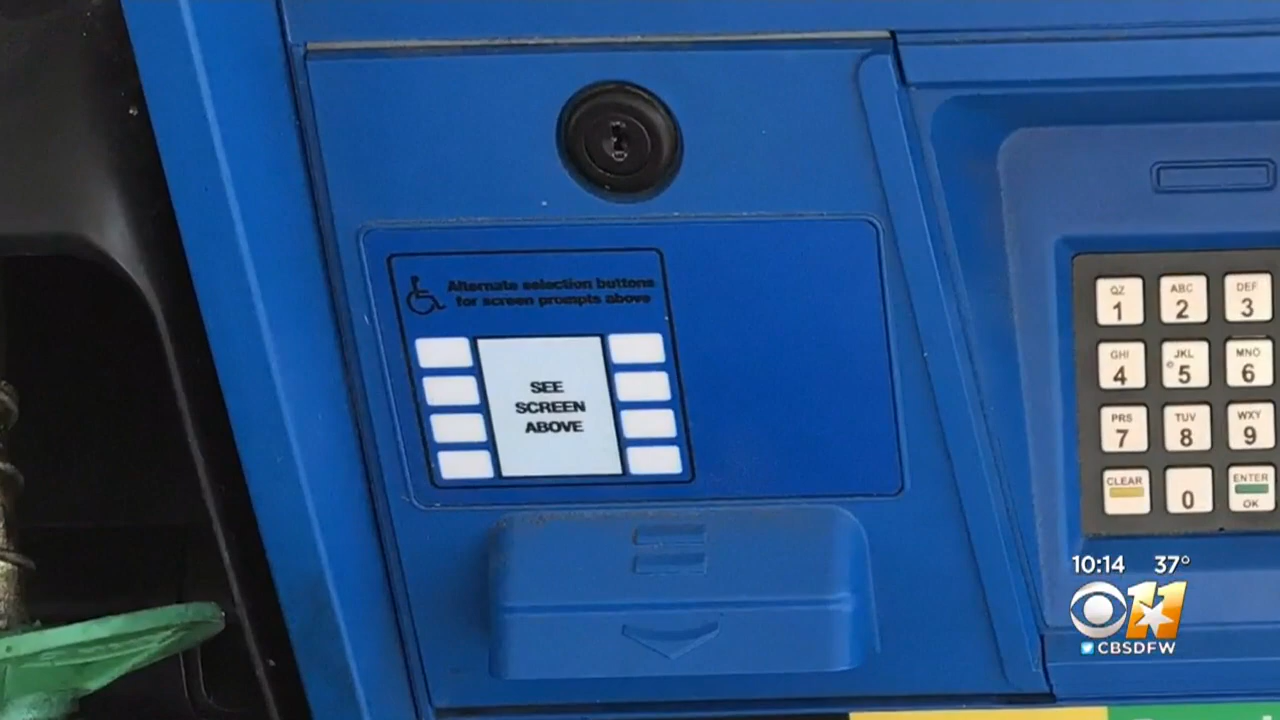 Alternate selection buttons
for screen prompts above
SEE
SCREEN
ABOVE
QZ
1
ABC
2
DEF
3
GHI
4
JKL
5
MNO
6
PRS
7
TUV
8
WXY
9
CLEAR
0
ENTER
OK
10:14 37°
11
CBSDFW